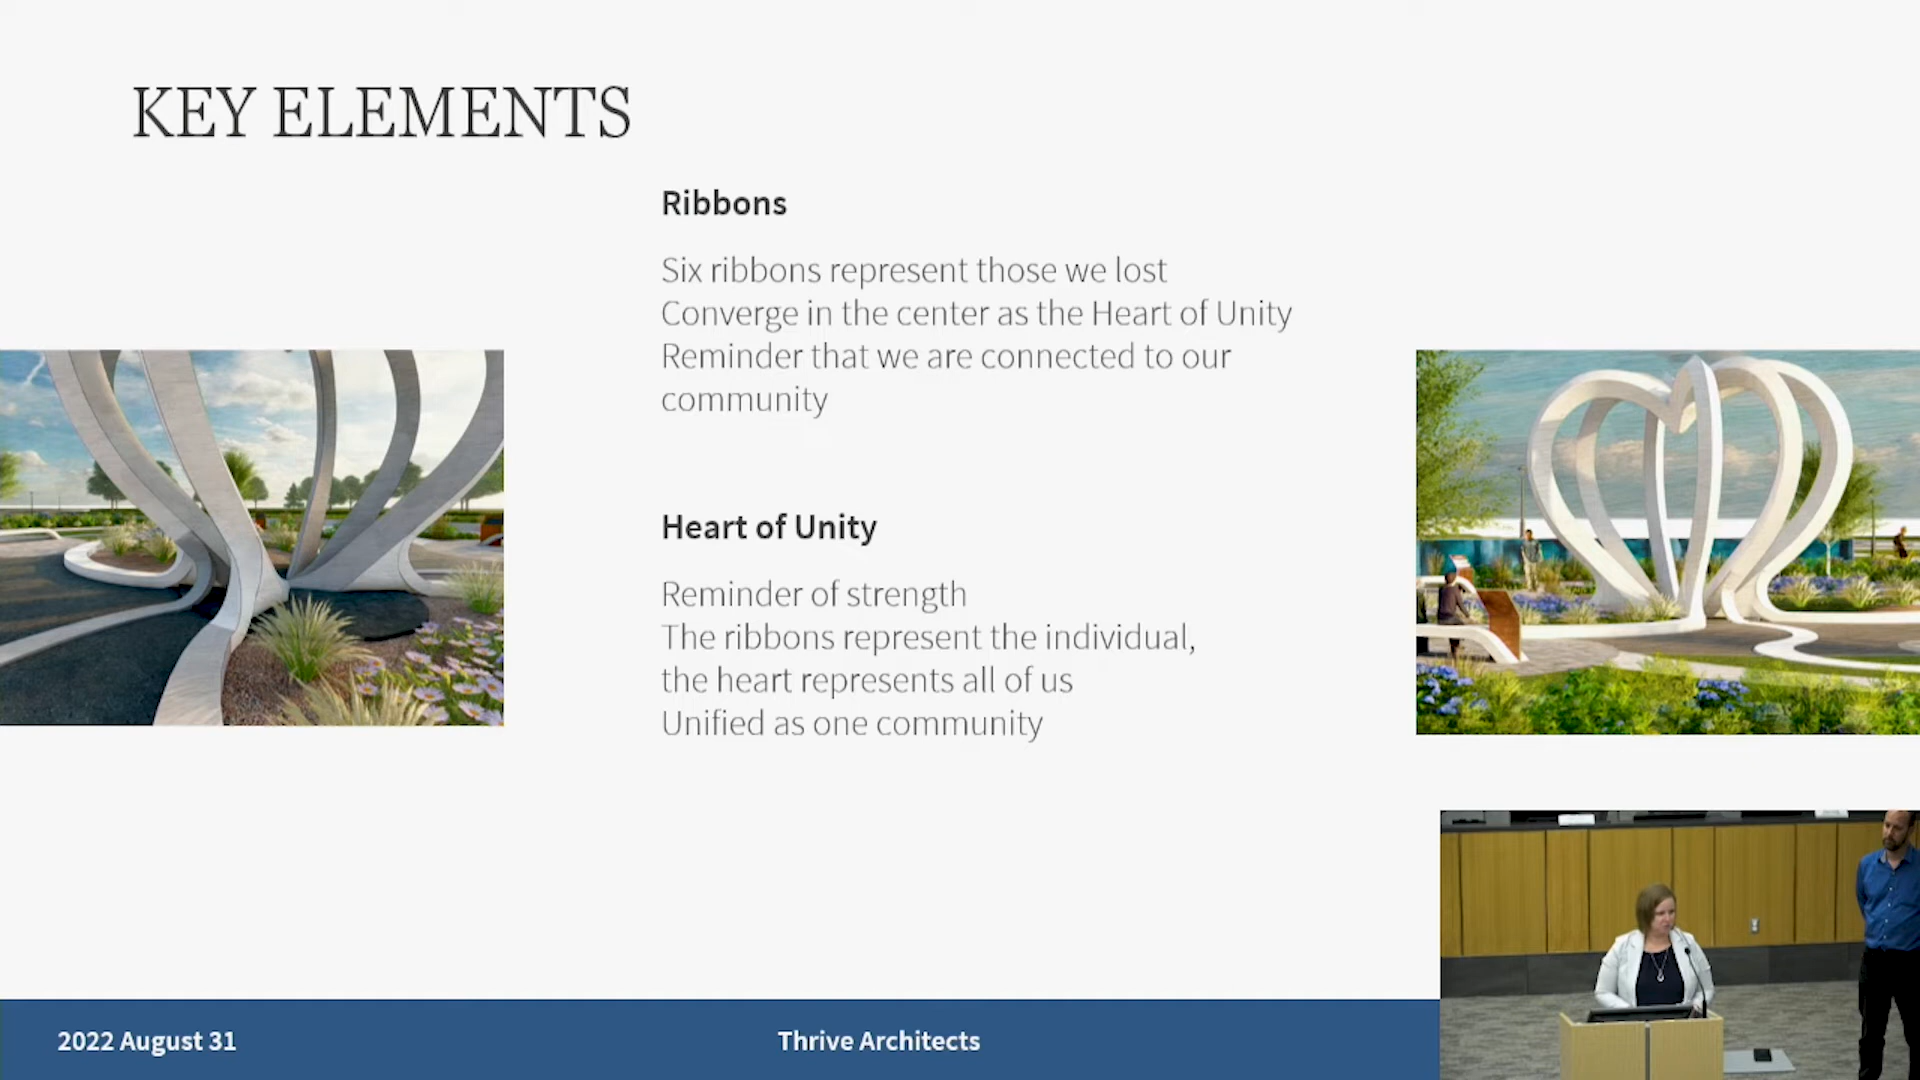 KEY ELEMENTS
Ribbons
Six ribbons represent those we lost
Converge in the center as the Heart of Unity
Reminder that we are connected to our
community
Heart of Unity
Reminder of strength
The ribbons represent the individual,
the heart represents all of us
Unified as one community
2022 August 31
Thrive Architects